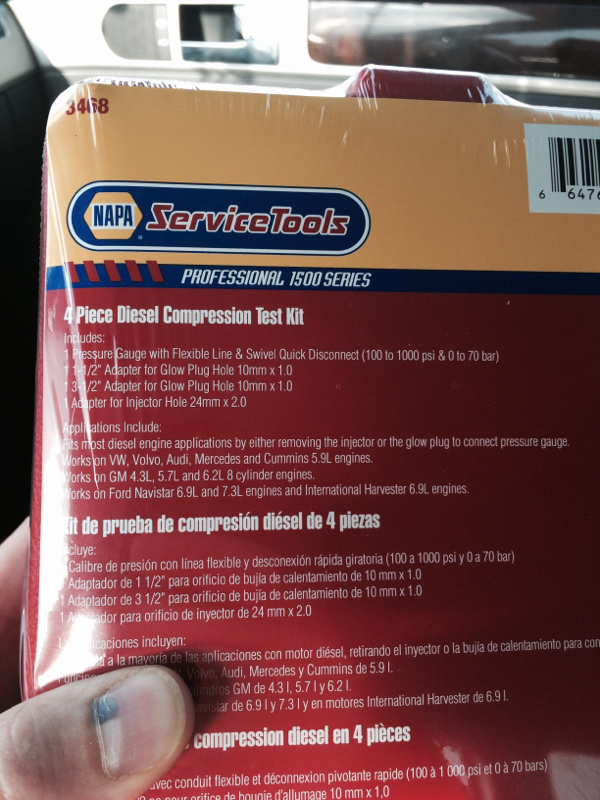 3468
6 6476
NAPA ServiceTools
PROFESSIONAL 1500 SERIES
4 Piece Diesel Compression Test Kit
Includes:
1 Pressure Gauge with Flexible Line & Swivel Quick Disconnect (100 to 1000 psi & 0 to 70 bar)
1 1-1/2" Adapter for Glow Plug Hole 10mm x 1.0
1 3-1/2" Adapter for Glow Plug Hole 10mm x 1.0
1 Adapter for Injector Hole 24mm x 2.0
Applications Include:
Fits most diesel engine applications by either removing the injector or the glow plug to connect pressure gauge.
Works on VW, Volvo, Audi, Mercedes and Cummins 5.9L engines.
Works on GM 4.3L, 5.7L and 6.2L 8 cylinder engines.
Works on Ford Navistar 6.9L and 7.3L engines and International Harvester 6.9L engines.
Kit de prueba de compresión diésel de 4 piezas
cluye:
Calibre de presión con línea flexible y desconexión rápida giratoria (100 a 1000 psi y 0 a 70 bar)
Adaptador de 1 1/2" para orificio de bujía de calentamiento de 10 mm x 1.0
1 Adaptador de 3 1/2" para orificio de bujía de calentamiento de 10 mm x 1.0
1 Adaptador para orificio de inyector de 24 mm x 2.0
caciones incluyen:
a la mayoría de las aplicaciones con motor diésel, retirando el injector o la bujía de calentamiento para con
Volvo, Audi, Mercedes y Cummins de 5.9 l.
cilindros GM de 4.3 l, 5.7 l y 6.2 l.
avistar de 6.9 l y 7.3 l y en motores International Harvester de 6.9 l.
compression diesel en 4 pièces
avec conduit flexible et déconnexion pivotante rapide (100 à 1 000 psi et 0 à 70 bars)
po pour orifice de bougie d'allumage 10 mm x 1,0